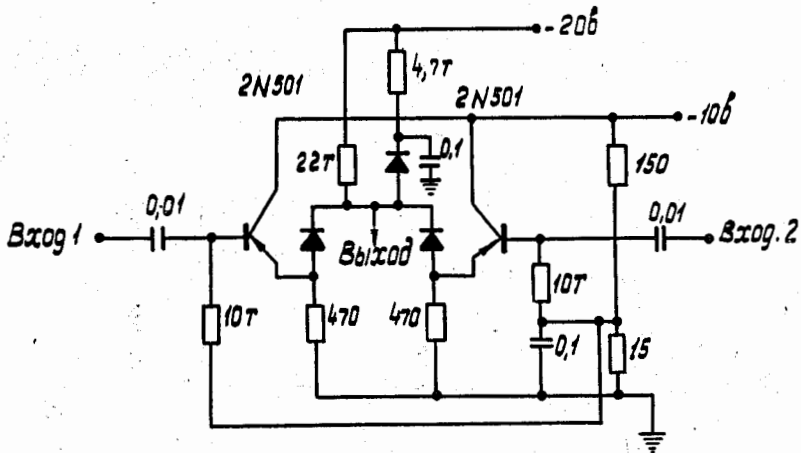 -20в
4,7т
2N501
2N501
-10в
22т
0,1
150
0,01
0,01
Вход 1
Выход
Вход. 2
10т
470
470
10т
0,1
15